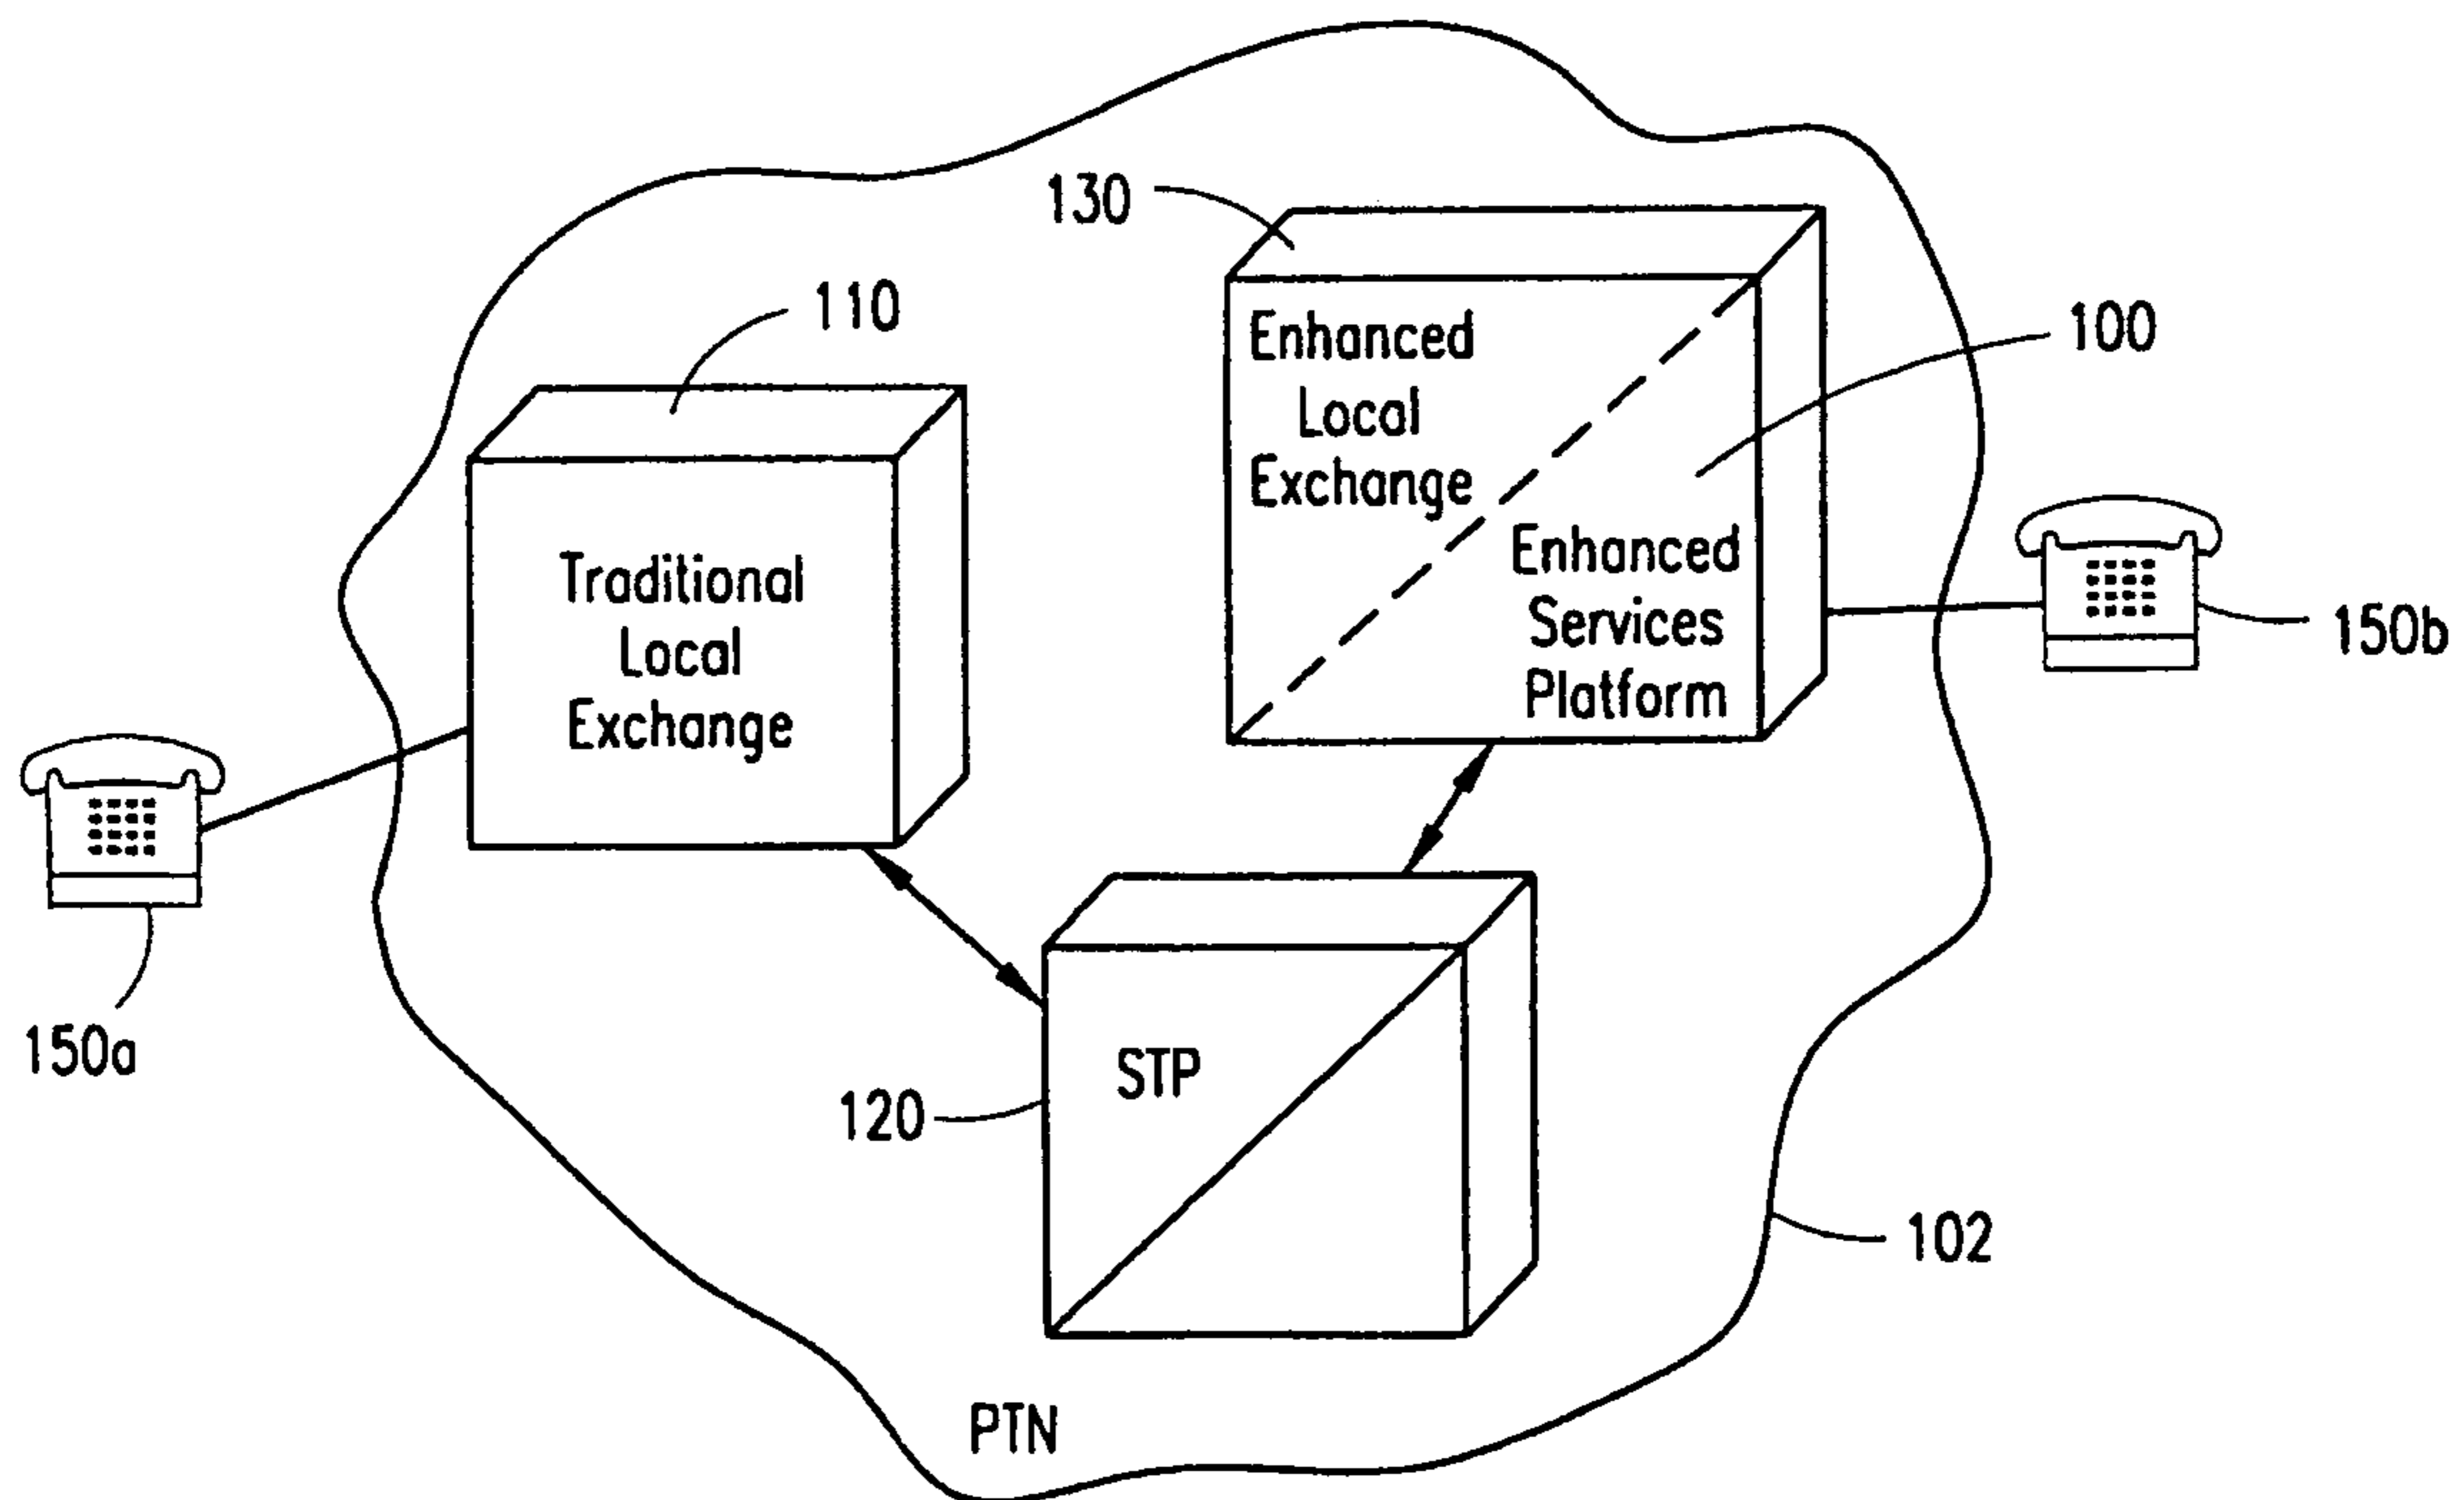 130
110
100
Enhanced
Local
Exchange
Enhanced
Services
Platform
Traditional
Local
Exchange
150b
150a
STP
120
102
PTN